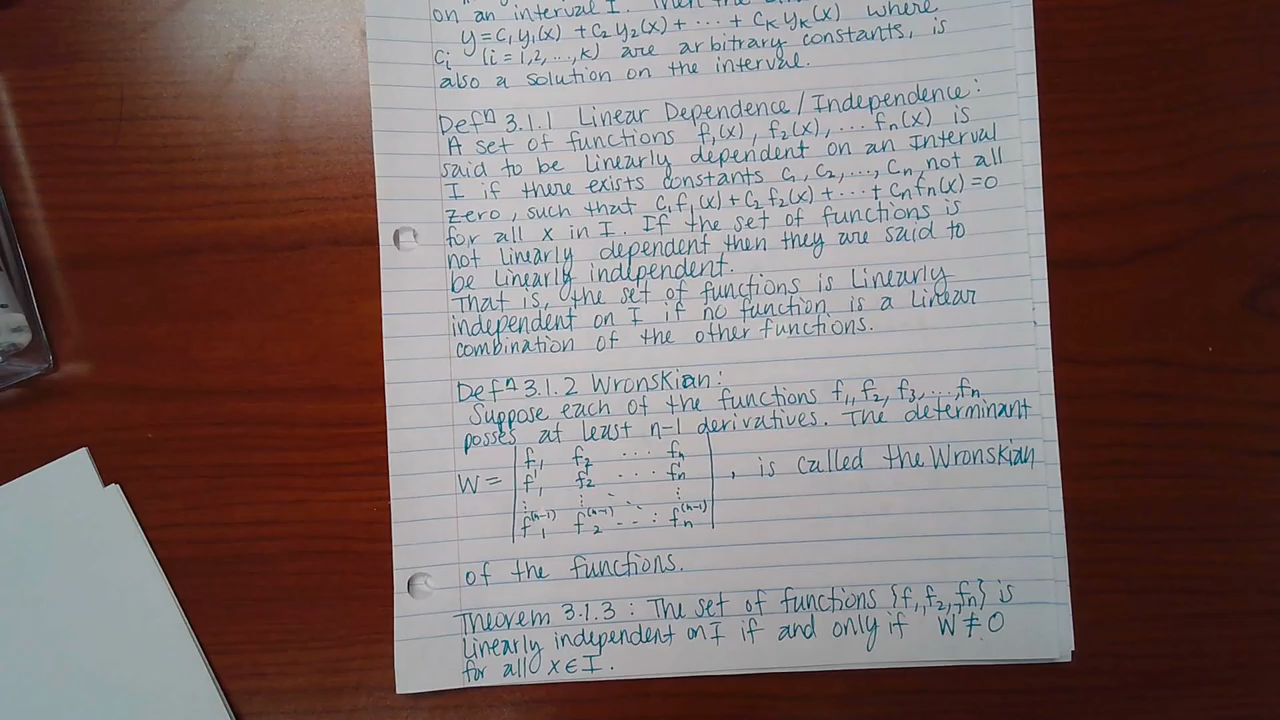 on an interval I. Then the
y = c₁y₁(x) + c₂y₂(x) + ··· + cₖyₖ(x) where
cᵢ (i = 1,2,...,k) are arbitrary constants, is
also a solution on the interval.
Defⁿ 3.1.1 Linear Dependence/Independence:
A set of functions f₁(x), f₂(x), ... fₙ(x) is
said to be linearly dependent on an Interval
I if there exists constants c₁, c₂, ..., cₙ, not all
zero, such that c₁f₁(x) + c₂f₂(x) + ··· + cₙfₙ(x) = 0
for all x in I. If the set of functions is
not linearly dependent then they are said to
be linearly independent.
That is, the set of functions is linearly
independent on I if no function is a linear
combination of the other functions.
Defⁿ 3.1.2 Wronskian:
Suppose each of the functions f₁, f₂, f₃, ..., fₙ
posses at least n-1 derivatives. The determinant
W = | f₁ f₂ ··· fₙ |
| f₁' f₂' ··· fₙ' | , is called the Wronskian
| ⋮ ⋮ ⋱ ⋮ |
| f₁⁽ⁿ⁻¹⁾ f₂⁽ⁿ⁻¹⁾ ··· fₙ⁽ⁿ⁻¹⁾ |
of the functions.
Theorem 3.1.3: The set of functions {f₁, f₂, fₙ} is
linearly independent on I if and only if W ≠ 0
for all x ∈ I.